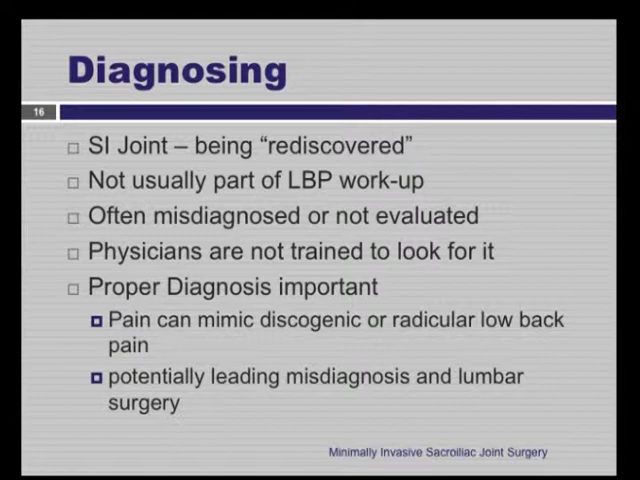 Diagnosing
16
SI Joint – being “rediscovered”
Not usually part of LBP work-up
Often misdiagnosed or not evaluated
Physicians are not trained to look for it
Proper Diagnosis important
Pain can mimic discogenic or radicular low back
pain
potentially leading misdiagnosis and lumbar
surgery
Minimally Invasive Sacroiliac Joint Surgery